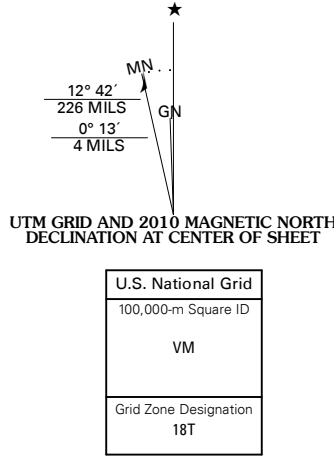 ★
MN
12° 42´
226 MILS
GN
0° 13´
4 MILS
UTM GRID AND 2010 MAGNETIC NORTH
DECLINATION AT CENTER OF SHEET
U.S. National Grid
100,000-m Square ID
VM
Grid Zone Designation
18T